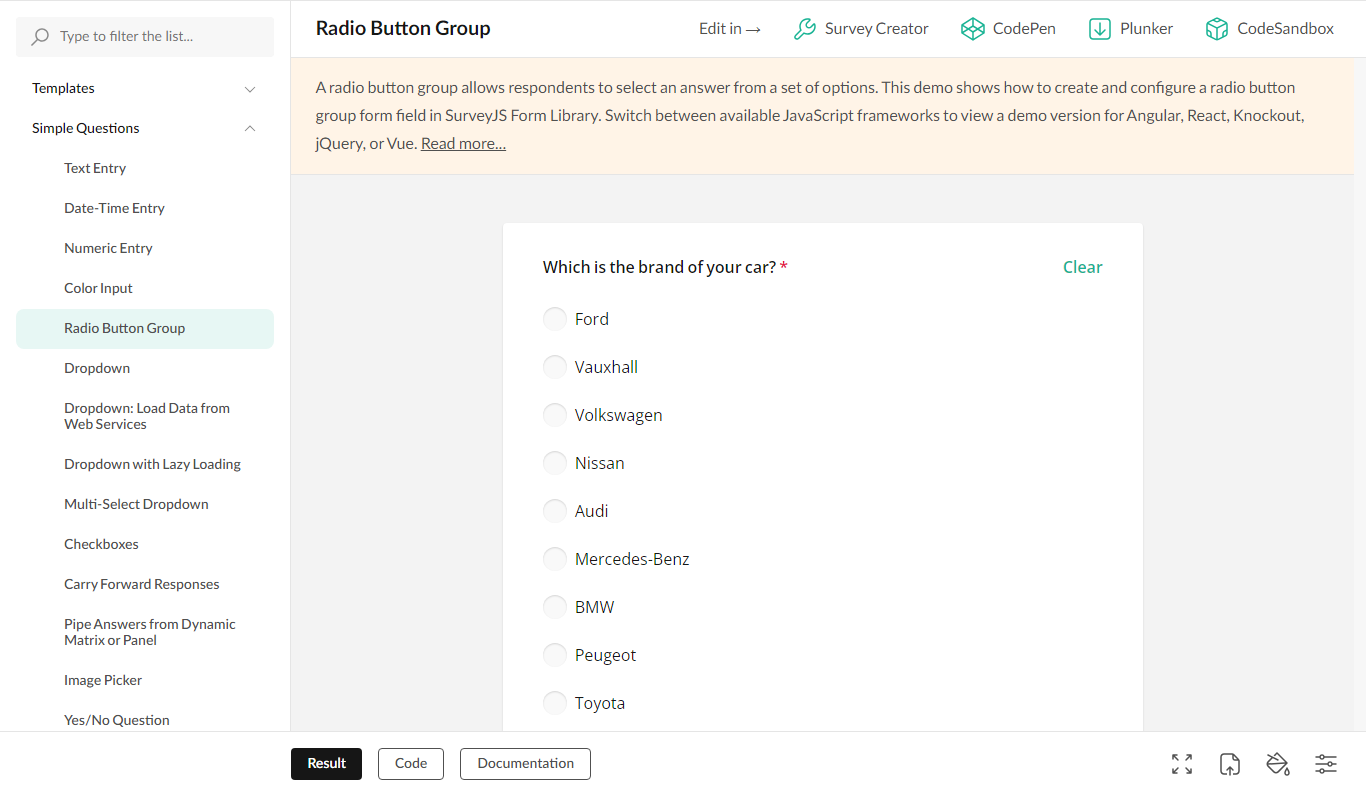 Type to filter the list...
Templates
Simple Questions
Text Entry
Date-Time Entry
Numeric Entry
Color Input
Radio Button Group
Dropdown
Dropdown: Load Data from
Web Services
Dropdown with Lazy Loading
Multi-Select Dropdown
Checkboxes
Carry Forward Responses
Pipe Answers from Dynamic
Matrix or Panel
Image Picker
Yes/No Question
Radio Button Group
Edit in → Survey Creator CodePen Plunker CodeSandbox
A radio button group allows respondents to select an answer from a set of options. This demo shows how to create and configure a radio button
group form field in SurveyJS Form Library. Switch between available JavaScript frameworks to view a demo version for Angular, React, Knockout,
jQuery, or Vue. Read more...
Which is the brand of your car? * Clear
Ford
Vauxhall
Volkswagen
Nissan
Audi
Mercedes-Benz
BMW
Peugeot
Toyota
Result Code Documentation